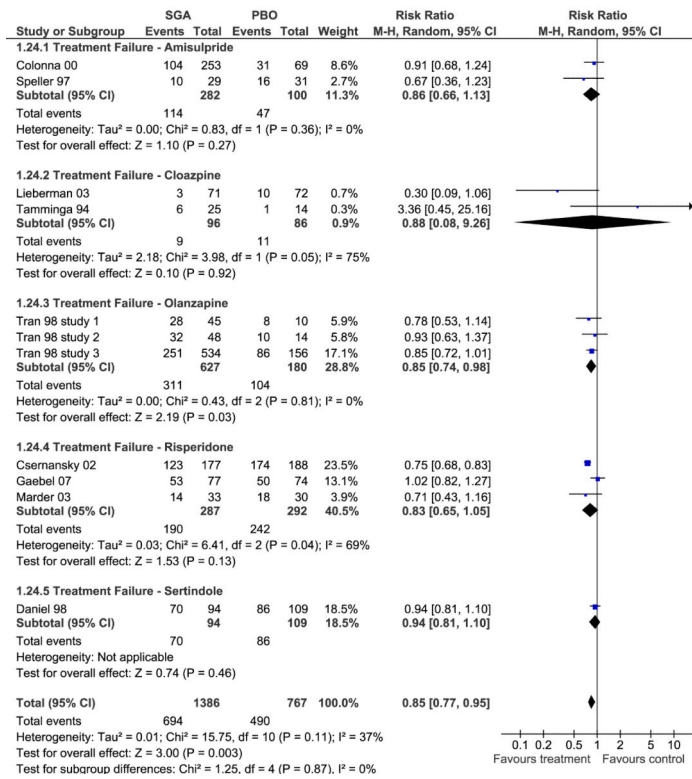 SGA PBO Risk Ratio Risk Ratio
Study or Subgroup Events Total Events Total Weight M-H, Random, 95% CI M-H, Random, 95% CI
1.24.1 Treatment Failure - Amisulpride
Colonna 00 104 253 31 69 8.6% 0.91 [0.68, 1.24]
Speller 97 10 29 16 31 2.7% 0.67 [0.36, 1.23]
Subtotal (95% CI) 282 100 11.3% 0.86 [0.66, 1.13]
Total events 114 47
Heterogeneity: Tau² = 0.00; Chi² = 0.83, df = 1 (P = 0.36); I² = 0%
Test for overall effect: Z = 1.10 (P = 0.27)
1.24.2 Treatment Failure - Cloazpine
Lieberman 03 3 71 10 72 0.7% 0.30 [0.09, 1.06]
Tamminga 94 6 25 1 14 0.3% 3.36 [0.45, 25.16]
Subtotal (95% CI) 96 86 0.9% 0.88 [0.08, 9.26]
Total events 9 11
Heterogeneity: Tau² = 2.18; Chi² = 3.98, df = 1 (P = 0.05); I² = 75%
Test for overall effect: Z = 0.10 (P = 0.92)
1.24.3 Treatment Failure - Olanzapine
Tran 98 study 1 28 45 8 10 5.9% 0.78 [0.53, 1.14]
Tran 98 study 2 32 48 10 14 5.8% 0.93 [0.63, 1.37]
Tran 98 study 3 251 534 86 156 17.1% 0.85 [0.72, 1.01]
Subtotal (95% CI) 627 180 28.8% 0.85 [0.74, 0.98]
Total events 311 104
Heterogeneity: Tau² = 0.00; Chi² = 0.43, df = 2 (P = 0.81); I² = 0%
Test for overall effect: Z = 2.19 (P = 0.03)
1.24.4 Treatment Failure - Risperidone
Csernansky 02 123 177 174 188 23.5% 0.75 [0.68, 0.83]
Gaebel 07 53 77 50 74 13.1% 1.02 [0.82, 1.27]
Marder 03 14 33 18 30 3.9% 0.71 [0.43, 1.16]
Subtotal (95% CI) 287 292 40.5% 0.83 [0.65, 1.05]
Total events 190 242
Heterogeneity: Tau² = 0.03; Chi² = 6.41, df = 2 (P = 0.04); I² = 69%
Test for overall effect: Z = 1.53 (P = 0.13)
1.24.5 Treatment Failure - Sertindole
Daniel 98 70 94 86 109 18.5% 0.94 [0.81, 1.10]
Subtotal (95% CI) 94 109 18.5% 0.94 [0.81, 1.10]
Total events 70 86
Heterogeneity: Not applicable
Test for overall effect: Z = 0.74 (P = 0.46)
Total (95% CI) 1386 767 100.0% 0.85 [0.77, 0.95]
Total events 694 490
Heterogeneity: Tau² = 0.01; Chi² = 15.75, df = 10 (P = 0.11); I² = 37%
Test for overall effect: Z = 3.00 (P = 0.003)
Test for subgroup differences: Chi² = 1.25, df = 4 (P = 0.87), I² = 0%
0.1 0.2 0.5 1 2 5 10
Favours treatment Favours control